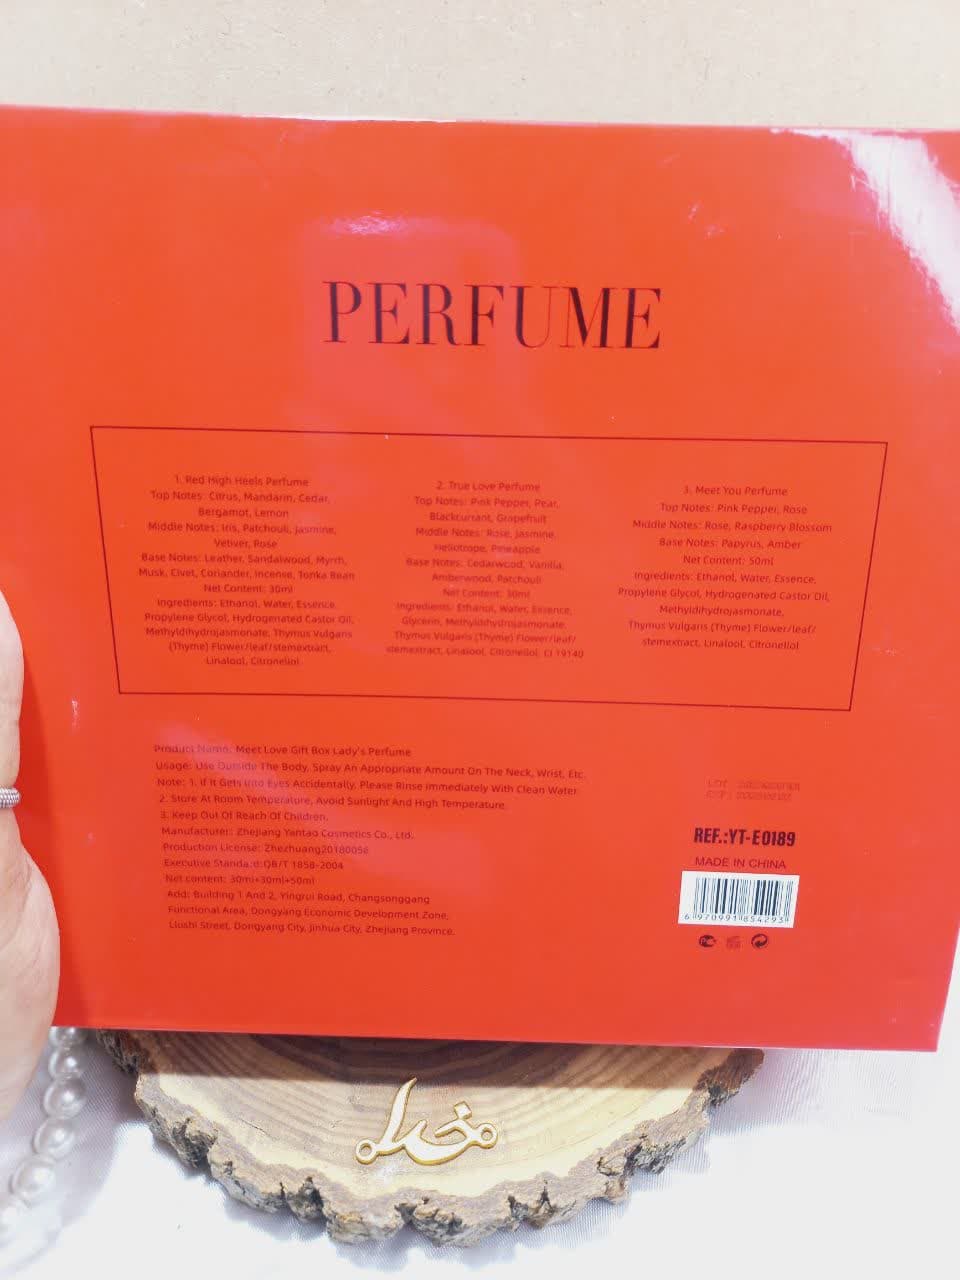 PERFUME
1. Red High Heels Perfume
Top Notes: Citrus, Mandarin, Cedar,
Bergamot, Lemon
Middle Notes: Iris, Patchouli, Jasmine,
Vetiver, Rose
Base Notes: Leather, Sandalwood, Myrrh,
Musk, Civet, Coriander, Incense, Tonka Bean
Net Content: 30ml
Ingredients: Ethanol, Water, Essence,
Propylene Glycol, Hydrogenated Castor Oil,
Methyldihydrojasmonate, Thymus Vulgaris
(Thyme) Flower/leaf/stemextract,
Linalool, Citronellol
2. True Love Perfume
Top Notes: Pink Pepper, Pear,
Blackcurrant, Grapefruit
Middle Notes: Rose, Jasmine,
Heliotrope, Pineapple
Base Notes: Cedarwood, Vanilla,
Amberwood, Patchouli
Net Content: 30ml
Ingredients: Ethanol, Water, Essence,
Glycerin, Methyldihydrojasmonate,
Thymus Vulgaris (Thyme) Flower/leaf/
stemextract, Linalool, Citronellol, CI 19140
3. Meet You Perfume
Top Notes: Pink Pepper, Rose
Middle Notes: Rose, Raspberry Blossom
Base Notes: Papyrus, Amber
Net Content: 50ml
Ingredients: Ethanol, Water, Essence,
Propylene Glycol, Hydrogenated Castor Oil,
Methyldihydrojasmonate,
Thymus Vulgaris (Thyme) Flower/leaf/
stemextract, Linalool, Citronellol
Product Name: Meet Love Gift Box Lady's Perfume
Usage: Use Outside The Body, Spray An Appropriate Amount On The Neck, Wrist, Etc.
Note: 1. If It Gets Into Eyes Accidentally, Please Rinse Immediately With Clean Water
2. Store At Room Temperature, Avoid Sunlight And High Temperature
3. Keep Out Of Reach Of Children.
Manufacturer: Zhejiang Yantao Cosmetics Co., Ltd.
Production License: Zhezhuang20180056
Executive Standard:QB/T 1858-2004
Net content: 30ml+30ml+50ml
Add: Building 1 And 2, Yingrui Road, Changsonggang
Functional Area, Dongyang Economic Development Zone,
Liushi Street, Dongyang City, Jinhua City, Zhejiang Province.
REF.:YT-E0189
MADE IN CHINA
6 970991 854293